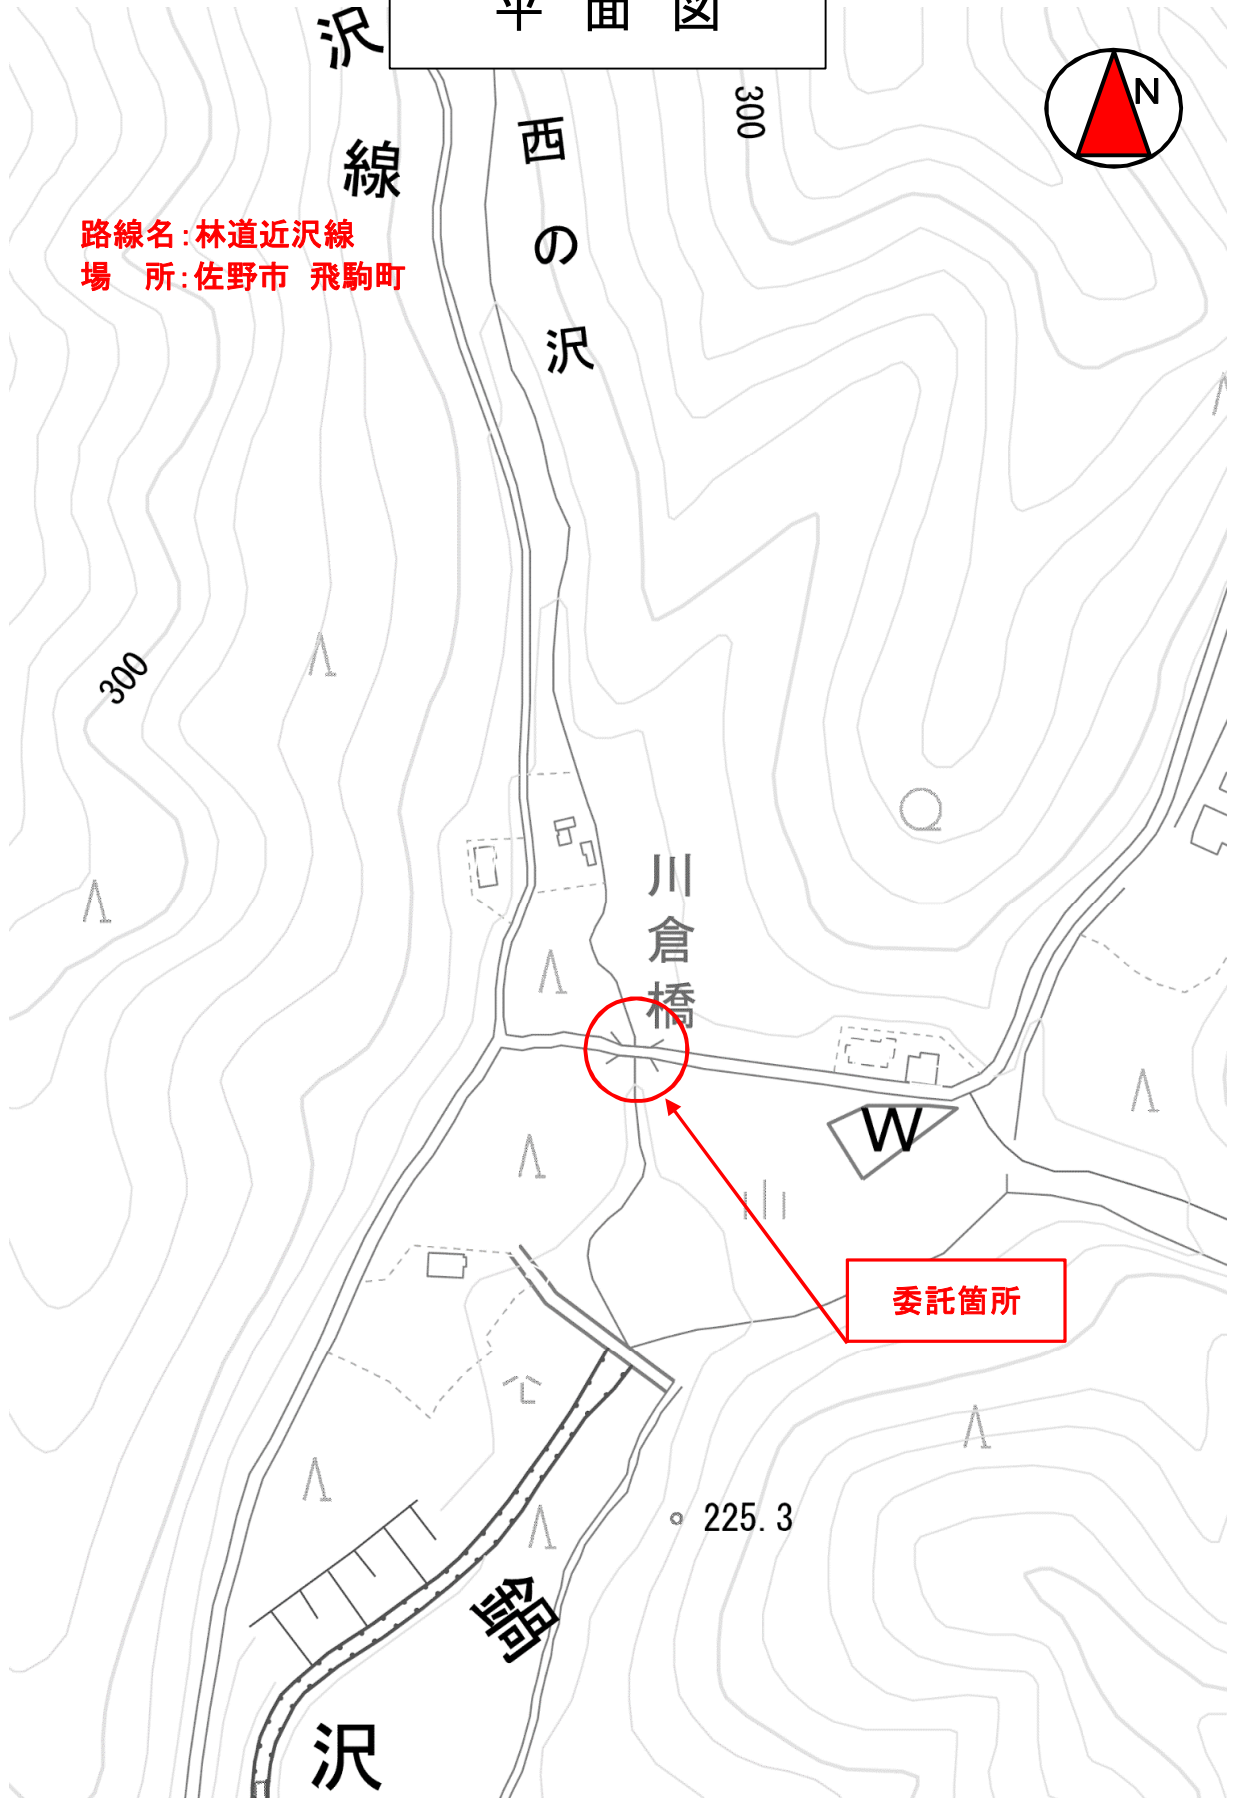 平面図
N
沢線
西の沢
300
路線名：林道近沢線
場　所：佐野市　飛駒町
300
川倉橋
W
委託箇所
225.3
鍋
沢